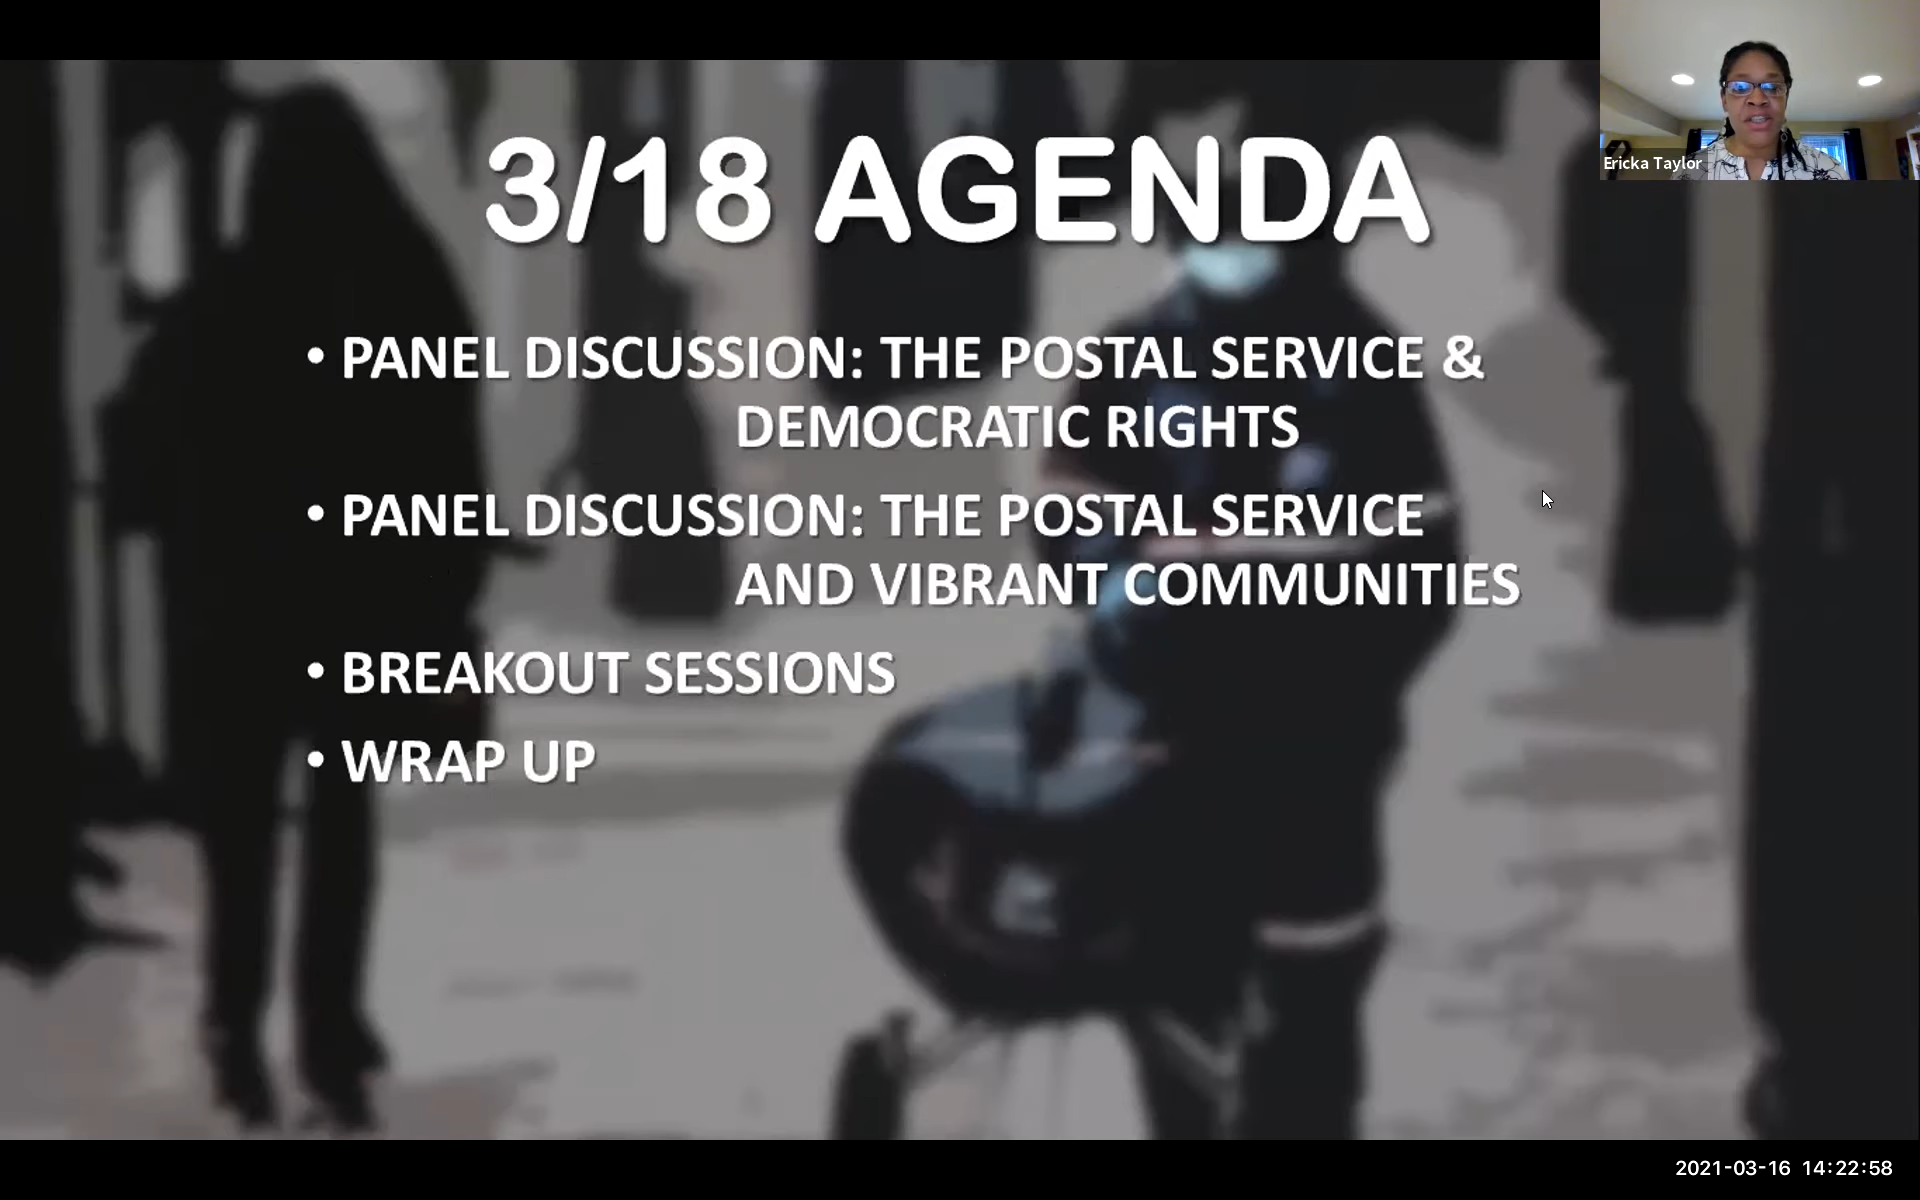 3/18 AGENDA
Ericka Taylor
• PANEL DISCUSSION: THE POSTAL SERVICE &
DEMOCRATIC RIGHTS
• PANEL DISCUSSION: THE POSTAL SERVICE
AND VIBRANT COMMUNITIES
• BREAKOUT SESSIONS
• WRAP UP
2021-03-16 14:22:58